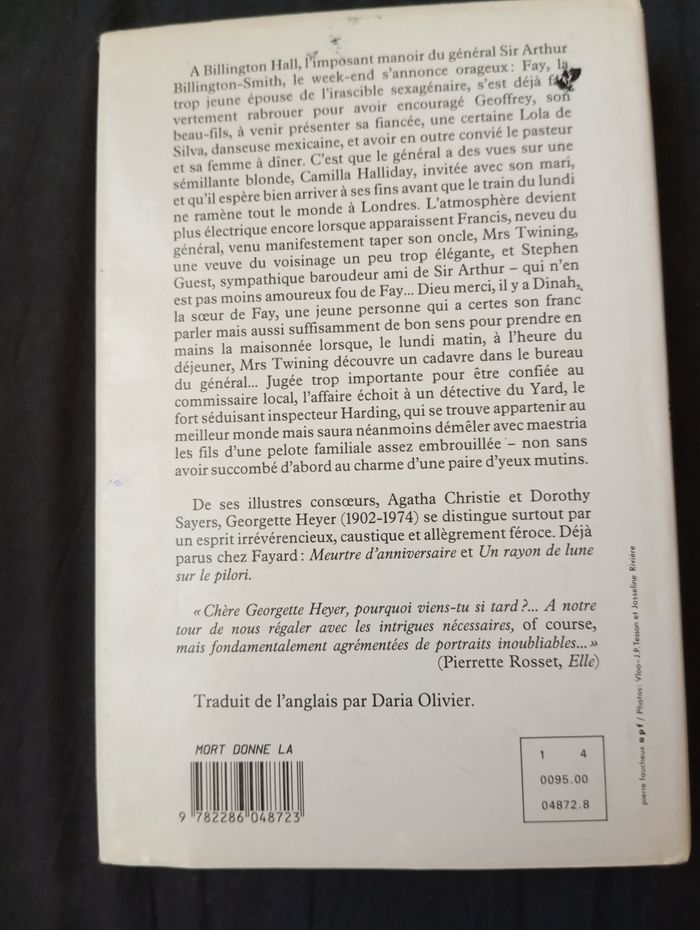 A Billington Hall, l'imposant manoir du général Sir Arthur
Billington-Smith, le week-end s'annonce orageux : Fay, la
trop jeune épouse de l'irascible sexagénaire, s'est déjà
vertement rabrouer pour avoir encouragé Geoffrey, son
beau-fils, à venir présenter sa fiancée, une certaine Lola de
Silva, danseuse mexicaine, et avoir en outre convié le pasteur
et sa femme à dîner. C'est que le général a des vues sur une
sémillante blonde, Camilla Halliday, invitée avec son mari,
et qu'il espère bien arriver à ses fins avant que le train du lundi
ne ramène tout le monde à Londres. L'atmosphère devient
plus électrique encore lorsque apparaissent Francis, neveu du
général, venu manifestement taper son oncle, Mrs Twining,
une veuve du voisinage un peu trop élégante, et Stephen
Guest, sympathique baroudeur ami de Sir Arthur – qui n'en
est pas moins amoureux fou de Fay... Dieu merci, il y a Dinah,
la sœur de Fay, une jeune personne qui a certes son franc
parler mais aussi suffisamment de bon sens pour prendre en
mains la maisonnée lorsque, le lundi matin, à l'heure du
déjeuner, Mrs Twining découvre un cadavre dans le bureau
du général... Jugée trop importante pour être confiée au
commissaire local, l'affaire échoit à un détective du Yard, le
fort séduisant inspecteur Harding, qui se trouve appartenir au
meilleur monde mais saura néanmoins démêler avec maestria
les fils d'une pelote familiale assez embrouillée – non sans
avoir succombé d'abord au charme d'une paire d'yeux mutins.
De ses illustres consœurs, Agatha Christie et Dorothy
Sayers, Georgette Heyer (1902-1974) se distingue surtout par
un esprit irrévérencieux, caustique et allègrement féroce. Déjà
parus chez Fayard : Meurtre d'anniversaire et Un rayon de lune
sur le pilori.
« Chère Georgette Heyer, pourquoi viens-tu si tard ?... A notre
tour de nous régaler avec les intrigues nécessaires, of course,
mais fondamentalement agrémentées de portraits inoubliables... »
(Pierrette Rosset, Elle)
Traduit de l'anglais par Daria Olivier.
MORT DONNE LA
9 782286 048723
1 4
0095.00
04872.8
pierre faucheux apf / Photos: Vloo-J.P. Tesson et Josseline Rivière